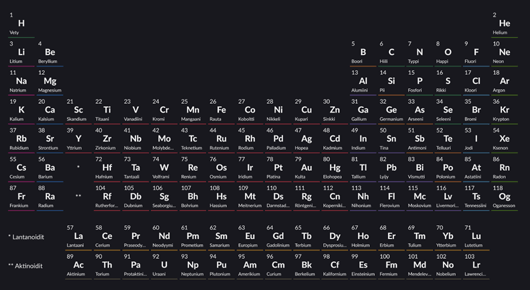 1 2
H He
Vety Helium
3 4 5 6 7 8 9 10
Li Be B C N O F Ne
Litium Beryllium Boori Hiili Typpi Happi Fluori Neon
11 12 13 14 15 16 17 18
Na Mg Al Si P S Cl Ar
Natrium Magnesium Alumiini Pii Fosfori Rikki Kloori Argon
19 20 21 22 23 24 25 26 27 28 29 30 31 32 33 34 35 36
K Ca Sc Ti V Cr Mn Fe Co Ni Cu Zn Ga Ge As Se Br Kr
Kalium Kalsium Skandium Titaani Vanadiini Kromi Mangaani Rauta Koboltti Nikkeli Kupari Sinkki Gallium Germanium Arseeni Seleeni Bromi Krypton
37 38 39 40 41 42 43 44 45 46 47 48 49 50 51 52 53 54
Rb Sr Y Zr Nb Mo Tc Ru Rh Pd Ag Cd In Sn Sb Te I Xe
Rubidium Strontium Yttrium Zirkonium Niobium Molybde... Teknetium Rutenium Rodium Palladium Hopea Kadmium Indium Tina Antimoni Telluuri Jodi Ksenon
55 56 72 73 74 75 76 77 78 79 80 81 82 83 84 85 86
Cs Ba * Hf Ta W Re Os Ir Pt Au Hg Tl Pb Bi Po At Rn
Cesium Barium Hafnium Tantaali Volframi Renium Osmium Iridium Platina Kulta Elohopea Tallium Lyijy Vismutti Polonium Astatiini Radon
87 88 104 105 106 107 108 109 110 111 112 113 114 115 116 117 118
Fr Ra ** Rf Db Sg Bh Hs Mt Ds Rg Cn Nh Fl Mc Lv Ts Og
Frankium Radium Rutherfor... Dubnium Seaborgi... Bohrium Hassium Meitnerium Darmstad... Röntgeni... Koperniki... Nihonium Flerovium Moskovium Livermori... Tennessiini Oganesson
57 58 59 60 61 62 63 64 65 66 67 68 69 70 71
* Lantanoidit La Ce Pr Nd Pm Sm Eu Gd Tb Dy Ho Er Tm Yb Lu
Lantaani Cerium Praseody... Neodyymi Prometium Samarium Europium Gadolinium Terbium Dysprosiu... Holmium Erbium Tulium Ytterbium Lutetium
89 90 91 92 93 94 95 96 97 98 99 100 101 102 103
** Aktinoidit Ac Th Pa U Np Pu Am Cm Bk Cf Es Fm Md No Lr
Aktinium Torium Protaktini... Uraani Neptunium Plutonium Amerikium Curium Berkelium Kalifornium Einsteinium Fermium Mendelev... Nobelium Lawrenci...